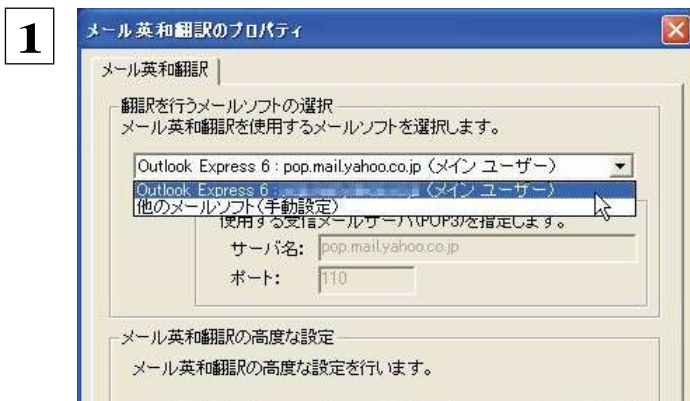 1
メール英和翻訳のプロパティ
メール英和翻訳
翻訳を行うメールソフトの選択
メール英和翻訳を使用するメールソフトを選択します。
Outlook Express 6 : pop.mail.yahoo.co.jp (メイン ユーザー)
Outlook Express 6 : (メイン ユーザー)
他のメールソフト(手動設定)
使用する受信メールサーバ(POP3)を指定します。
サーバ名: pop.mail.yahoo.co.jp
ポート: 110
メール英和翻訳の高度な設定
メール英和翻訳の高度な設定を行います。